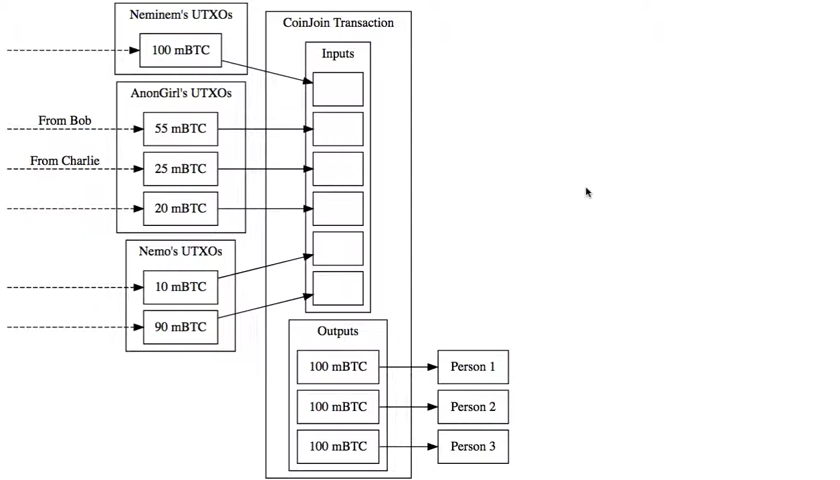 Neminem's UTXOs
100 mBTC
AnonGirl's UTXOs
From Bob
55 mBTC
From Charlie
25 mBTC
20 mBTC
Nemo's UTXOs
10 mBTC
90 mBTC
CoinJoin Transaction
Inputs
Outputs
100 mBTC
Person 1
100 mBTC
Person 2
100 mBTC
Person 3